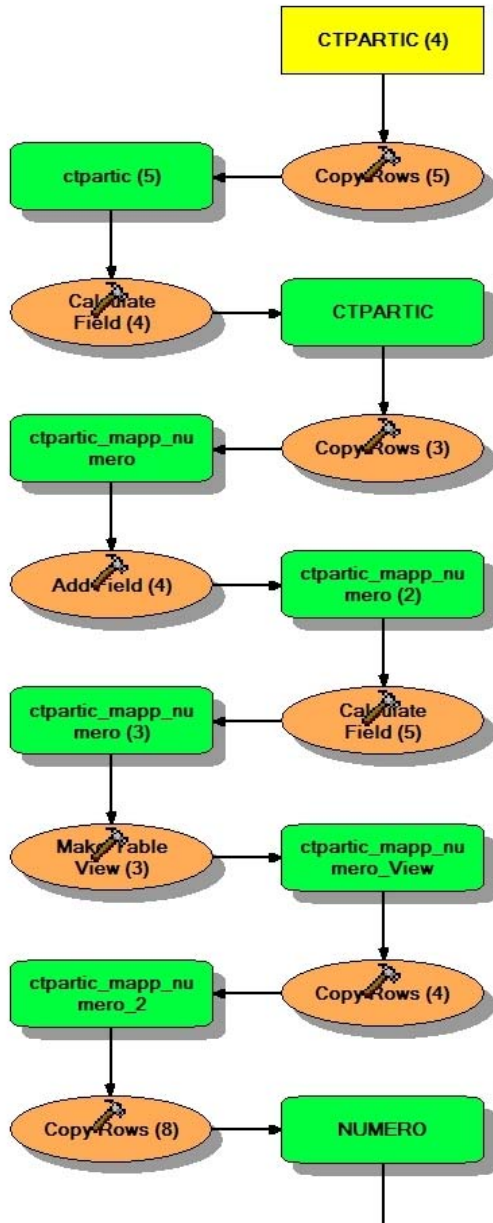 CTPARTIC (4)
Copy Rows (5)
ctpartic (5)
Calculate
Field (4)
CTPARTIC
Copy Rows (3)
ctpartic_mapp_nu
mero
Add Field (4)
ctpartic_mapp_nu
mero (2)
Calculate
Field (5)
ctpartic_mapp_nu
mero (3)
Make Table
View (3)
ctpartic_mapp_nu
mero_View
Copy Rows (4)
ctpartic_mapp_nu
mero_2
Copy Rows (8)
NUMERO